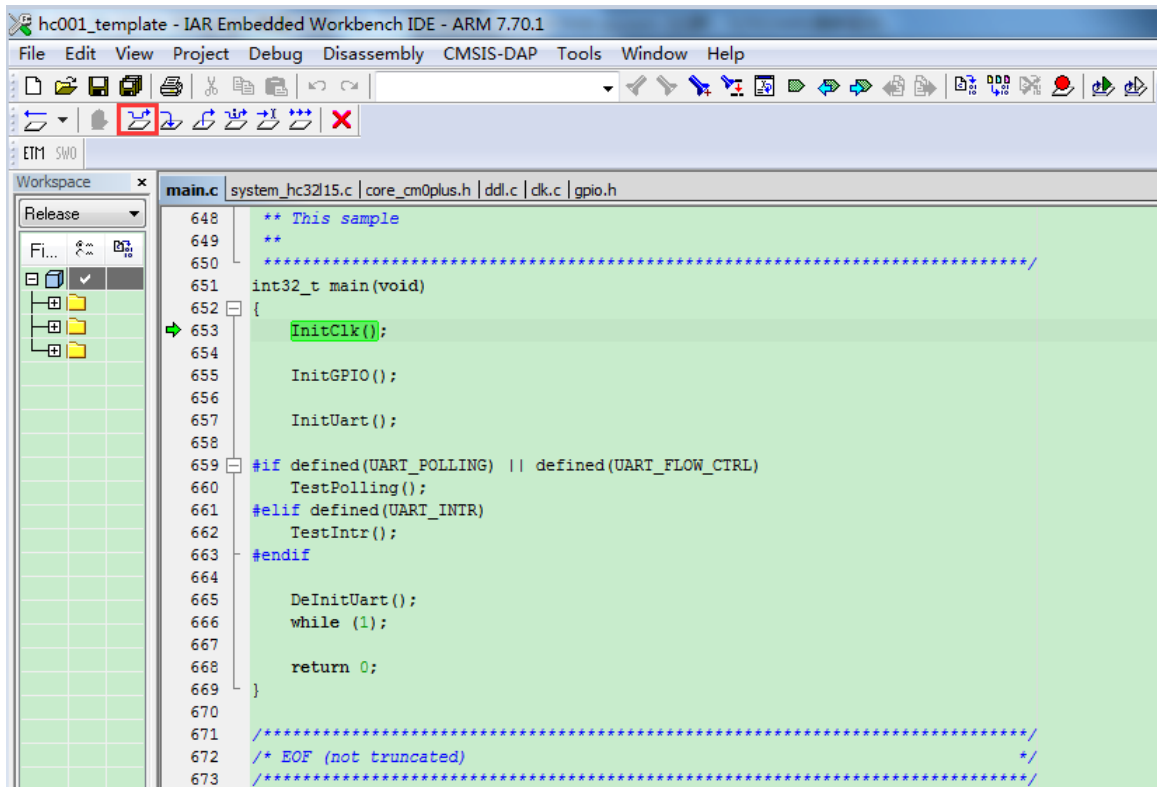 hc001_template - IAR Embedded Workbench IDE - ARM 7.70.1
File Edit View Project Debug Disassembly CMSIS-DAP Tools Window Help
ETM SWO
Workspace x
main.c | system_hc32l15.c | core_cm0plus.h | ddl.c | clk.c | gpio.h
Release
Fi...
648 ** This sample
649 **
650 ******************************************************************************/
651 int32_t main(void)
652 {
653 InitClk();
654
655 InitGPIO();
656
657 InitUart();
658
659 #if defined(UART_POLLING) || defined(UART_FLOW_CTRL)
660 TestPolling();
661 #elif defined(UART_INTR)
662 TestIntr();
663 #endif
664
665 DeInitUart();
666 while (1);
667
668 return 0;
669 }
670
671 /******************************************************************************/
672 /* EOF (not truncated) */
673 /******************************************************************************/